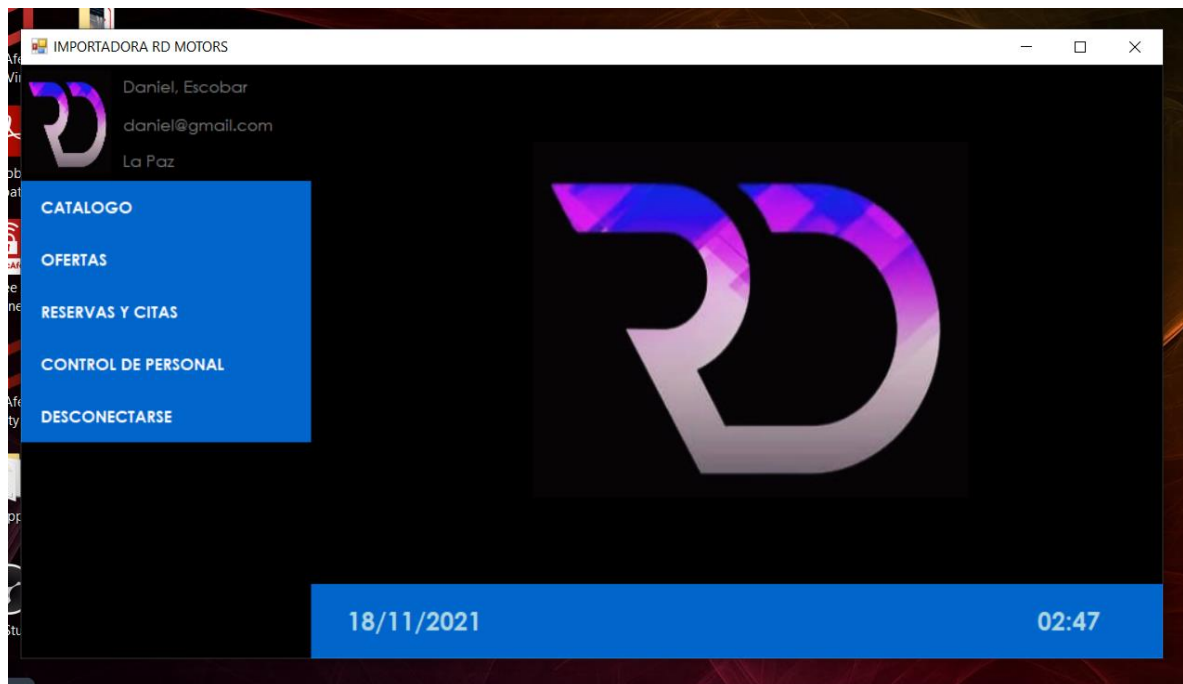 IMPORTADORA RD MOTORS
Daniel, Escobar
daniel@gmail.com
La Paz
CATALOGO
OFERTAS
RESERVAS Y CITAS
CONTROL DE PERSONAL
DESCONECTARSE
RD
18/11/2021
02:47